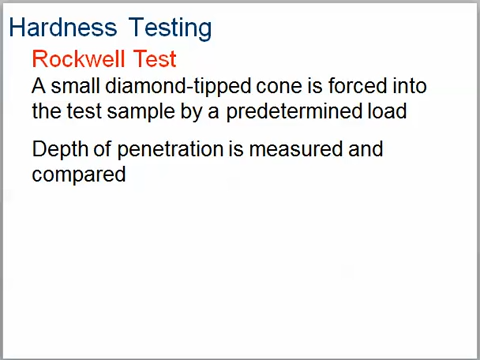 Hardness Testing
Rockwell Test
A small diamond-tipped cone is forced into
the test sample by a predetermined load
Depth of penetration is measured and
compared